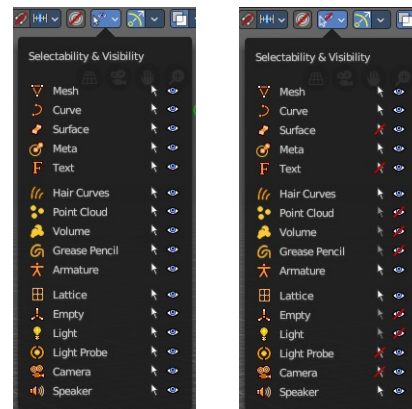 Selectability & Visibility
Mesh
Curve
Surface
Meta
Text
Hair Curves
Point Cloud
Volume
Grease Pencil
Armature
Lattice
Empty
Light
Light Probe
Camera
Speaker
Selectability & Visibility
Mesh
Curve
Surface
Meta
Text
Hair Curves
Point Cloud
Volume
Grease Pencil
Armature
Lattice
Empty
Light
Light Probe
Camera
Speaker